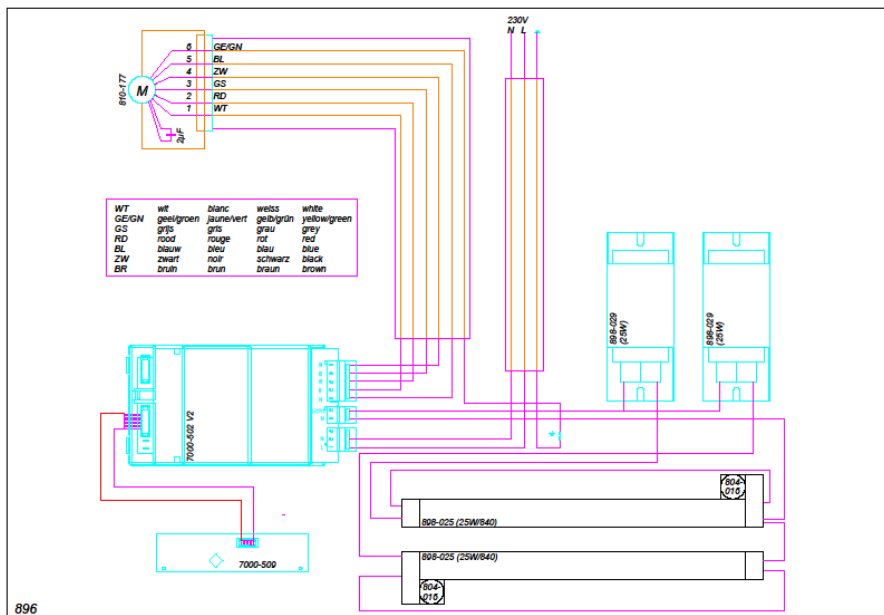 230V
N L
6 GE/GN
5 BL
4 ZW
3 GS
2 RD
1 WT
M
810-177
2µF
WT wit blanc weiss white
GE/GN geel/groen jaune/vert gelb/grün yellow/green
GS grijs gris grau grey
RD rood rouge rot red
BL blauw bleu blau blue
ZW zwart noir schwarz black
BR bruin brun braun brown
898-029
(25W)
898-029
(25W)
7000-502 V2
804-
016
898-025 (25W/840)
898-025 (25W/840)
804-
016
7000-509
896